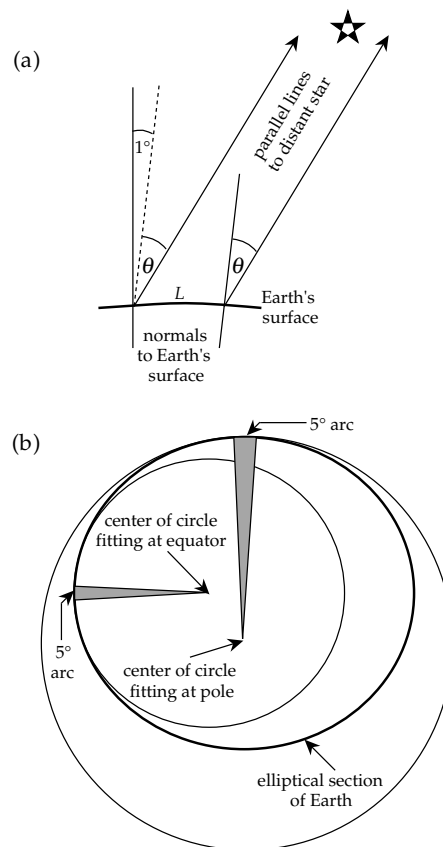 (a)
parallel lines
to distant star
1°
θ
θ
L
Earth's
surface
normals
to Earth's
surface
(b)
5° arc
center of circle
fitting at equator
5°
arc
center of circle
fitting at pole
elliptical section
of Earth